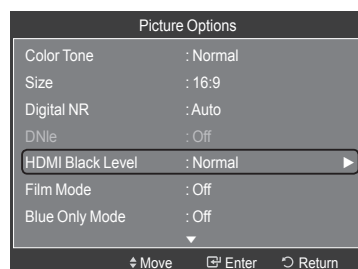 Picture Options
Color Tone : Normal
Size : 16:9
Digital NR : Auto
DNIe : Off
HDMI Black Level : Normal ▶
Film Mode : Off
Blue Only Mode : Off
▼
Move Enter Return